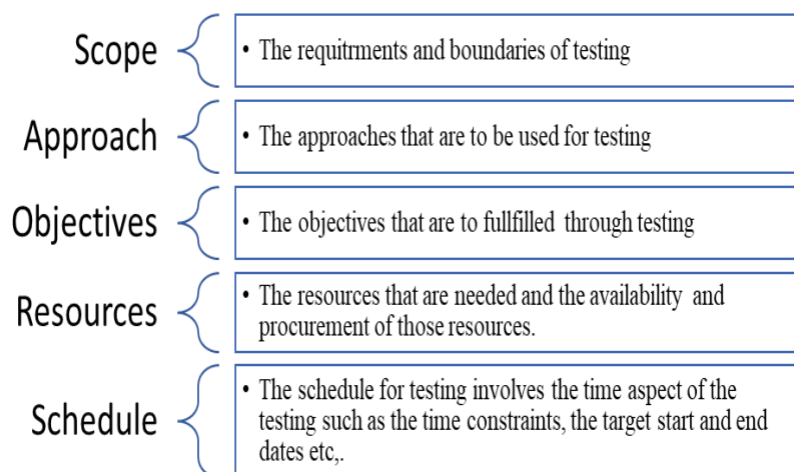 Scope
• The requitrments and boundaries of testing
Approach
• The approaches that are to be used for testing
Objectives
• The objectives that are to fullfilled through testing
Resources
• The resources that are needed and the availability and
procurement of those resources.
Schedule
• The schedule for testing involves the time aspect of the
testing such as the time constraints, the target start and end
dates etc,.